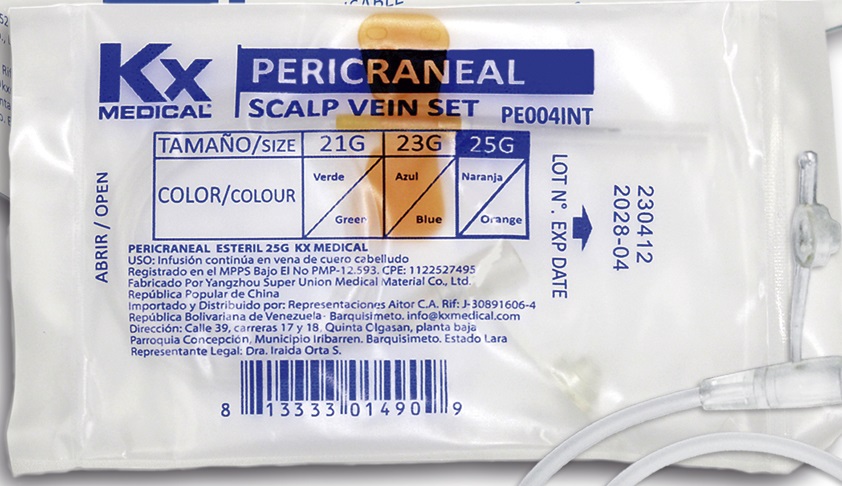 Kx
MEDICAL
PERICRANEAL
SCALP VEIN SET PE004INT
TAMAÑO/SIZE 21G 23G 25G
COLOR/COLOUR Verde Green Azul Blue Naranja Orange
ABRIR / OPEN
LOT N°. EXP DATE
230412
2028-04
PERICRANEAL ESTERIL 25G KX MEDICAL
USO: Infusión continúa en vena de cuero cabelludo
Registrado en el MPPS Bajo El No PMP-12.593. CPE: 1122527495
Fabricado Por Yangzhou Super Union Medical Material Co., Ltd.
República Popular de China
Importado y Distribuido por: Representaciones Aitor C.A. Rif: J-30891606-4
República Bolivariana de Venezuela- Barquisimeto. info@kxmedical.com
Dirección: Calle 39, carreras 17 y 18, Quinta Clgasan, planta baja
Parroquia Concepción, Municipio Iribarren. Barquisimeto. Estado Lara
Representante Legal: Dra. Iraida Orta S.
8 13333 01490 9